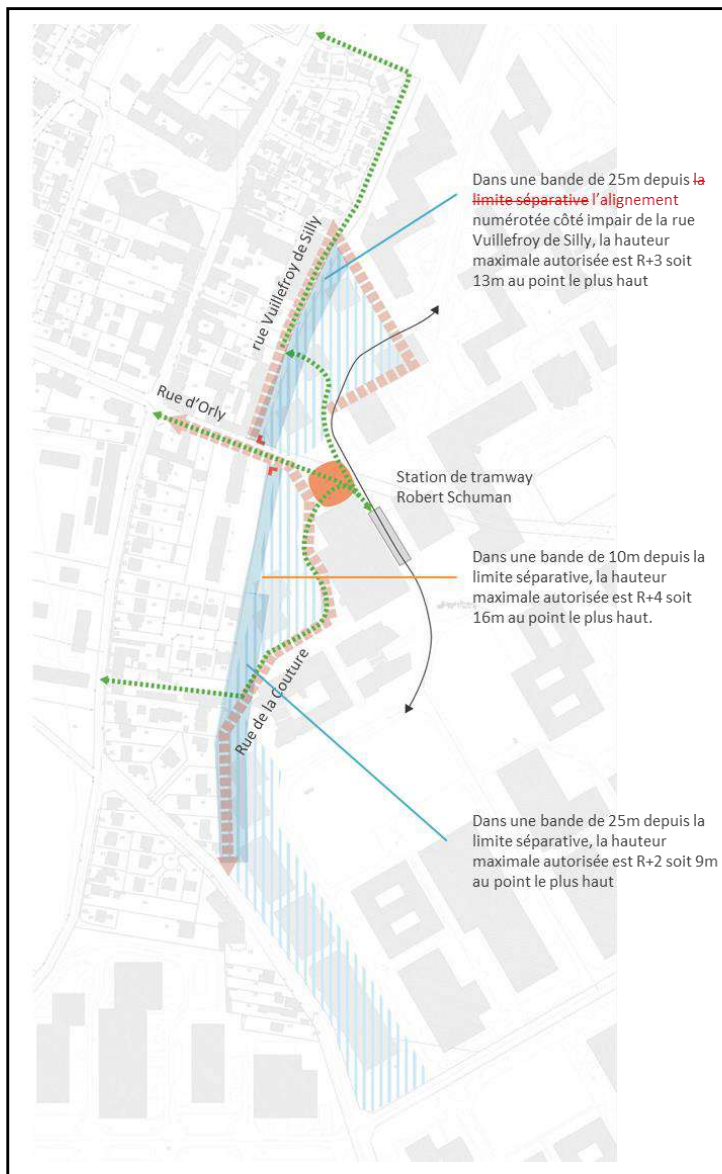 Dans une bande de 25m depuis la
limite séparative l'alignement
numérotée côté impair de la rue
Vuillefroy de Silly, la hauteur
maximale autorisée est R+3 soit
13m au point le plus haut
rue Vuillefroy de Silly
Rue d'Orly
Station de tramway
Robert Schuman
Dans une bande de 10m depuis la
limite séparative, la hauteur
maximale autorisée est R+4 soit
16m au point le plus haut.
Rue de la Couture
Dans une bande de 25m depuis la
limite séparative, la hauteur
maximale autorisée est R+2 soit 9m
au point le plus haut